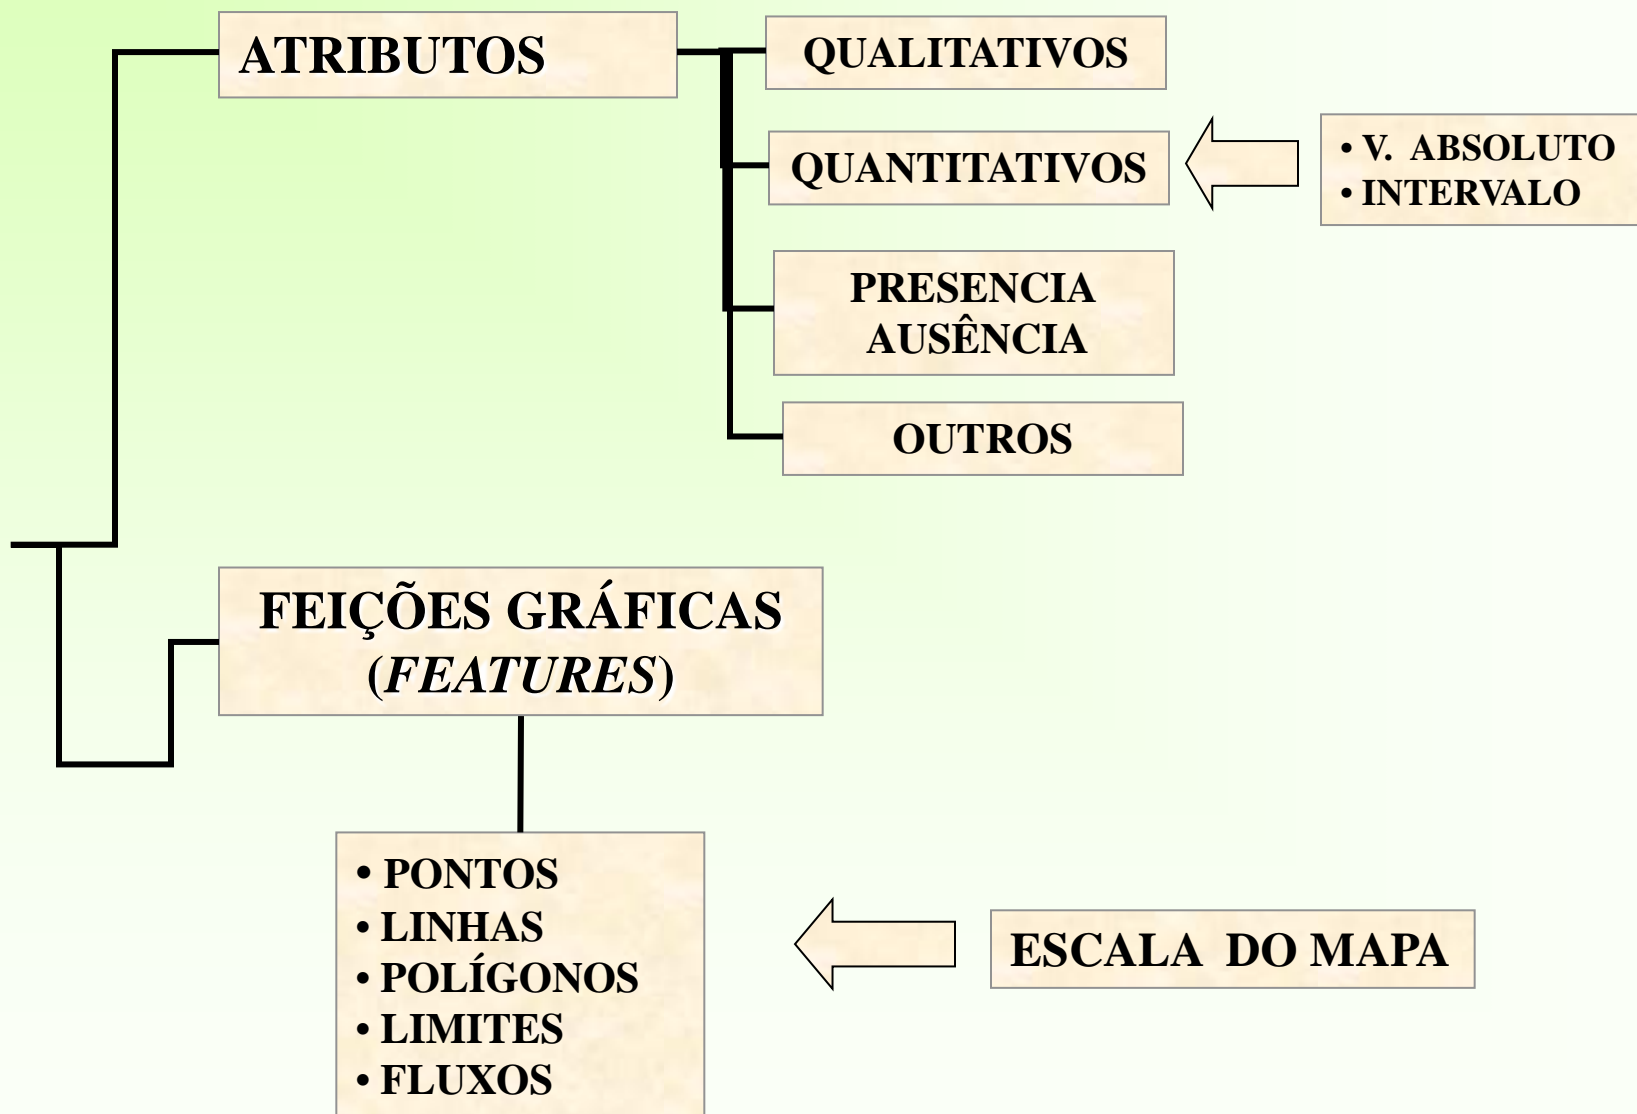 ATRIBUTOS
QUALITATIVOS
QUANTITATIVOS
• V. ABSOLUTO
• INTERVALO
PRESENCIA
AUSÊNCIA
OUTROS
FEIÇÕES GRÁFICAS
(FEATURES)
• PONTOS
• LINHAS
• POLÍGONOS
• LIMITES
• FLUXOS
ESCALA DO MAPA